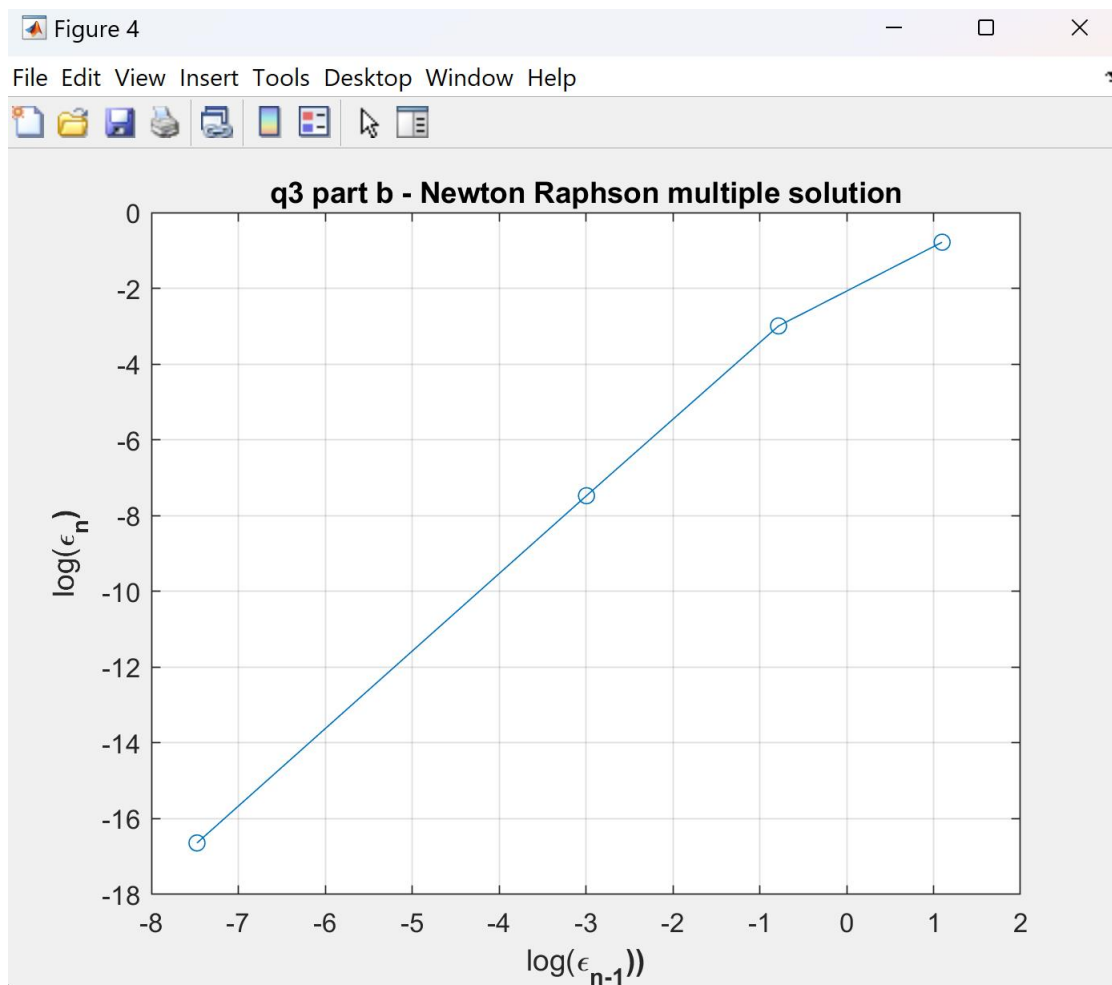 Figure 4
File Edit View Insert Tools Desktop Window Help
q3 part b - Newton Raphson multiple solution
0
-2
-4
-6
-8
-10
-12
-14
-16
-18
log(ϵn)
-8 -7 -6 -5 -4 -3 -2 -1 0 1 2
log(ϵn-1))